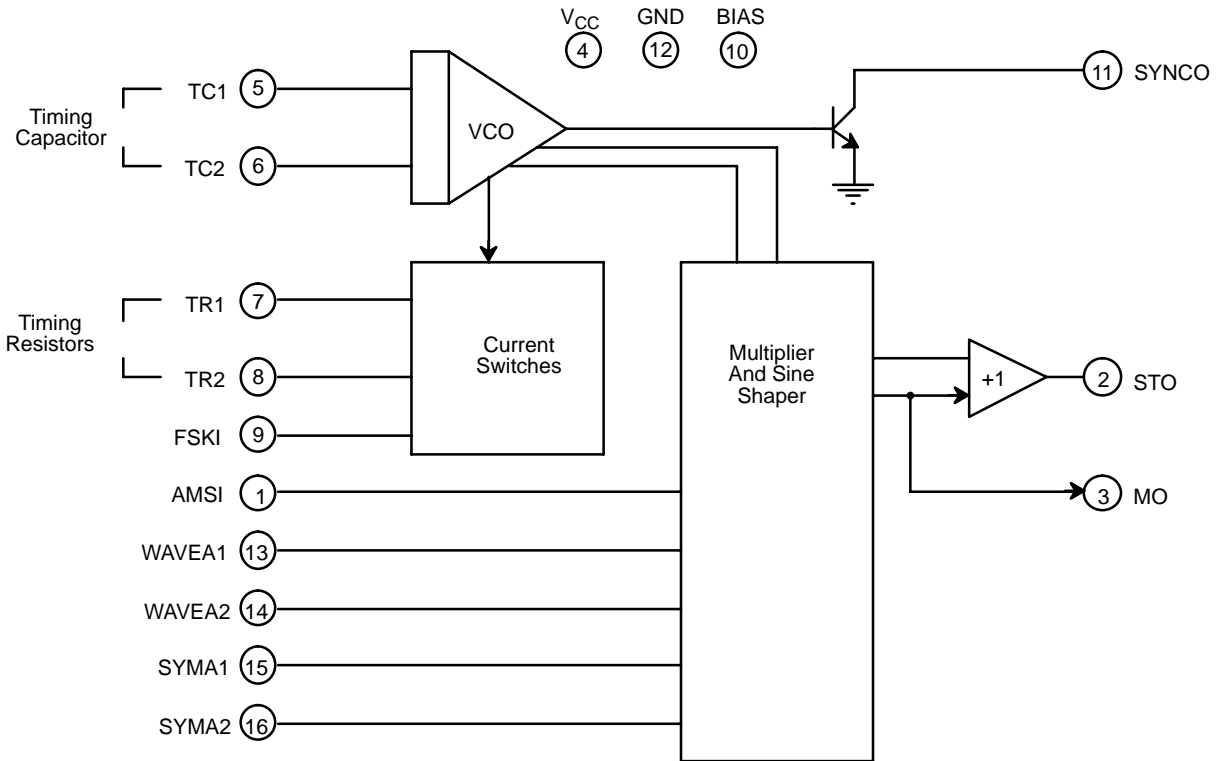 VCC GND BIAS
4 12 10
TC1 5
Timing
Capacitor
TC2 6
VCO
11 SYNCO
TR1 7
Timing
Resistors
TR2 8
FSKI 9
Current
Switches
Multiplier
And Sine
Shaper
+1
2 STO
3 MO
AMSI 1
WAVEA1 13
WAVEA2 14
SYMA1 15
SYMA2 16